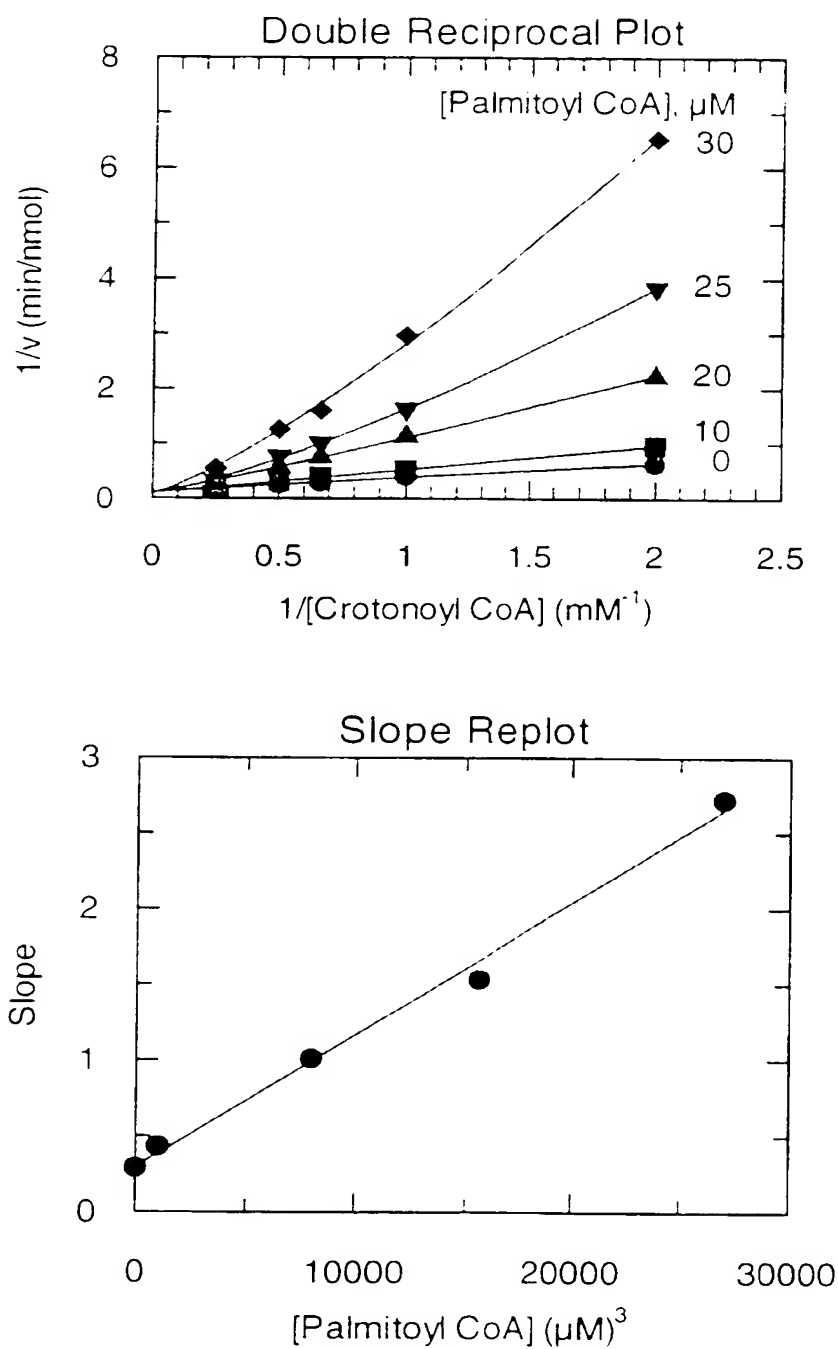 Double Reciprocal Plot
8
6
4
2
0
1/v (min/nmol)
[Palmitoyl CoA], µM
30
25
20
10
0
0 0.5 1 1.5 2 2.5
1/[Crotonoyl CoA] (mM⁻¹)
Slope Replot
3
2
1
0
Slope
0 10000 20000 30000
[Palmitoyl CoA] (µM)³